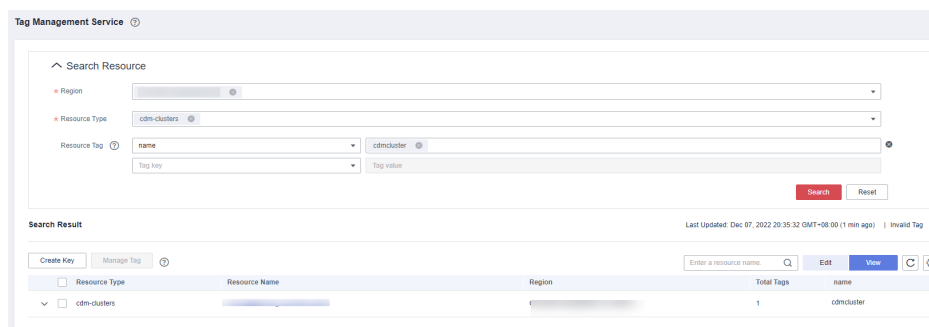 Tag Management Service ?
Search Resource
* Region
* Resource Type cdm-clusters
Resource Tag ? name cdmcluster
Tag key Tag value
Search Reset
Search Result Last Updated: Dec 07, 2022 20:35:32 GMT+08:00 (1 min ago) | Invalid Tag
Create Key Manage Tag ? Enter a resource name. Edit View
Resource Type Resource Name Region Total Tags name
cdm-clusters 1 cdmcluster